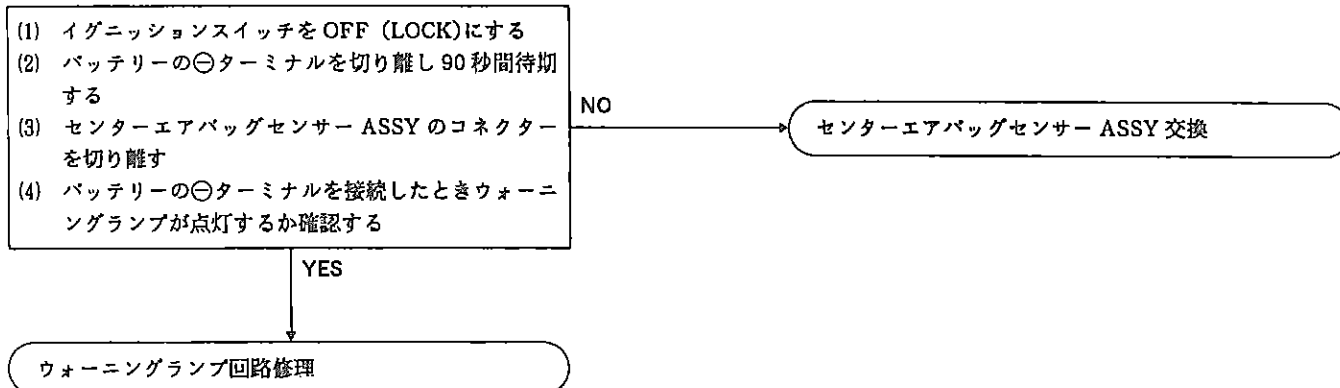 (1) イグニッションスイッチをOFF (LOCK)にする
(2) バッテリーの⊖ターミナルを切り離し90秒間待期
する
(3) センターエアバッグセンサー ASSY のコネクター
を切り離す
(4) バッテリーの⊖ターミナルを接続したときウォーニ
ングランプが点灯するか確認する
NO
センターエアバッグセンサー ASSY 交換
YES
ウォーニングランプ回路修理